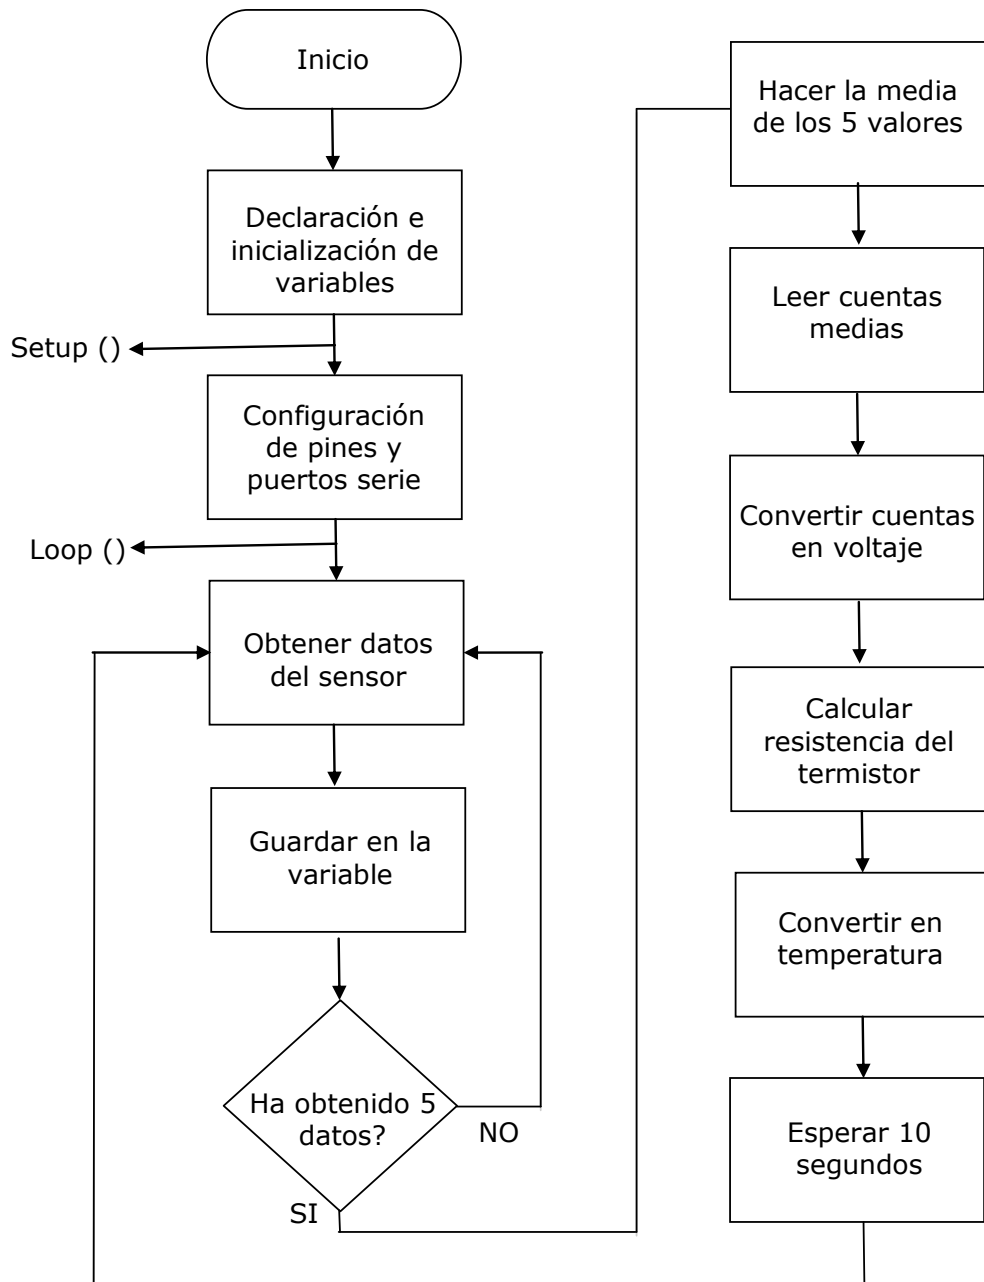 Inicio
Declaración e
inicialización de
variables
Setup ()
Configuración
de pines y
puertos serie
Loop ()
Obtener datos
del sensor
Guardar en la
variable
Ha obtenido 5
datos?
NO
SI
Hacer la media
de los 5 valores
Leer cuentas
medias
Convertir cuentas
en voltaje
Calcular
resistencia del
termistor
Convertir en
temperatura
Esperar 10
segundos